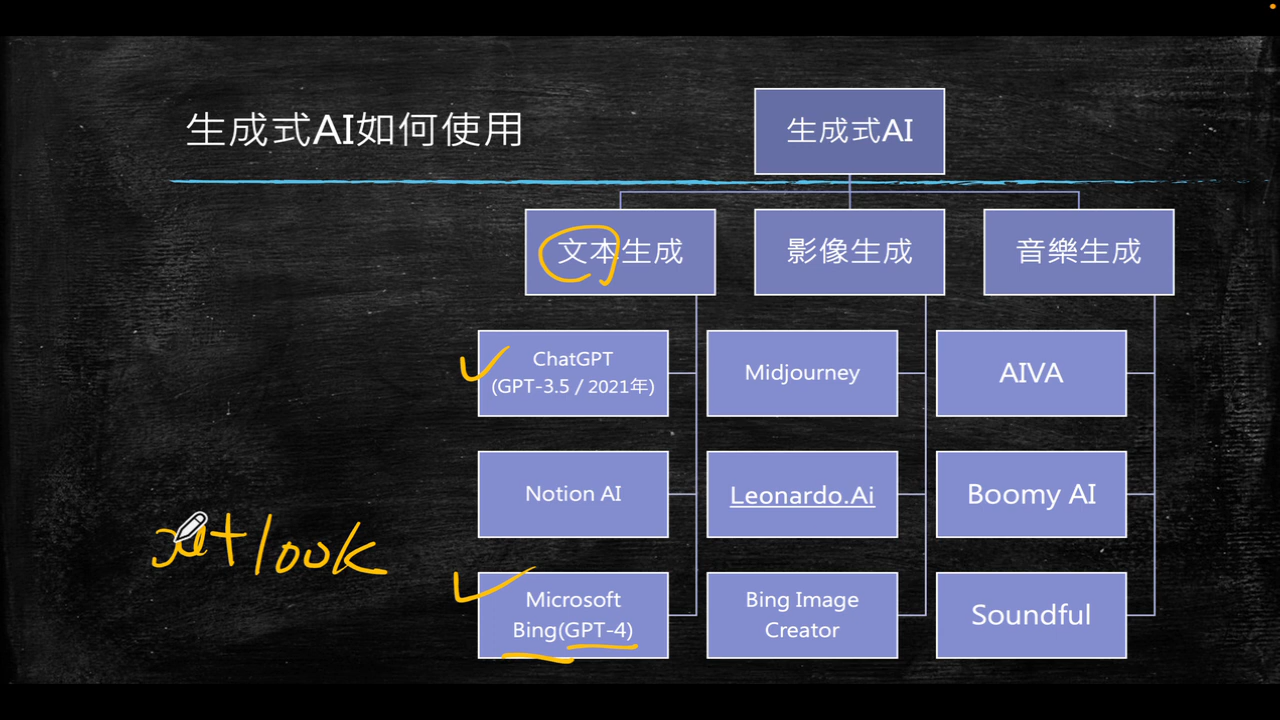 生成式AI如何使用
生成式AI
文本生成
影像生成
音樂生成
ChatGPT
(GPT-3.5 / 2021年)
Midjourney
AIVA
Notion AI
Leonardo.Ai
Boomy AI
Microsoft
Bing(GPT-4)
Bing Image
Creator
Soundful